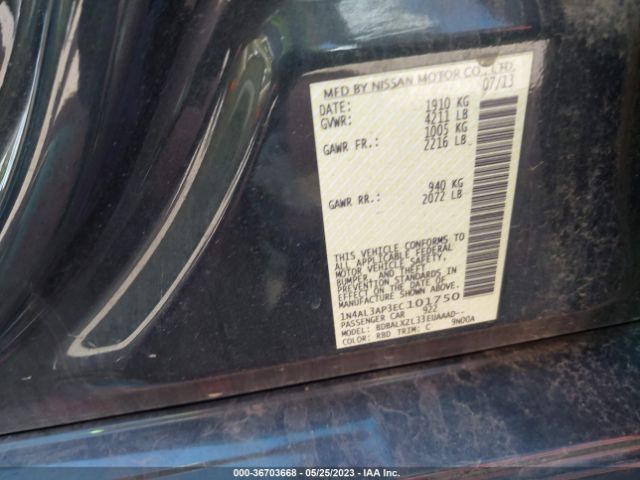 MFD BY NISSAN MOTOR CO., LTD.
DATE: 07/13
GVWR: 1910 KG
4211 LB
GAWR FR.: 1005 KG
2216 LB
GAWR RR.: 940 KG
2072 LB
THIS VEHICLE CONFORMS TO
ALL APPLICABLE FEDERAL
MOTOR VEHICLE SAFETY,
BUMPER, AND THEFT
PREVENTION STANDARDS IN
EFFECT ON THE DATE OF
MANUFACTURE SHOWN ABOVE.
1N4AL3AP3EC101750
PASSENGER CAR 922
MODEL: BDBALXZL33EUAAAD--
COLOR: RBD TRIM: C 9N00A
000-36703668 - 05/25/2023 - IAA Inc.